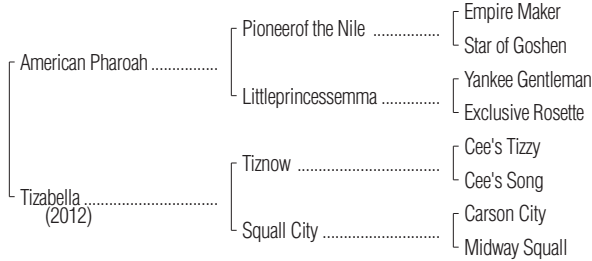 Empire Maker
Pioneerof the Nile ................
Star of Goshen
American Pharoah ................
Yankee Gentleman
Littleprincessemma ..............
Exclusive Rosette
Cee's Tizzy
Tiznow ..................................
Cee's Song
Tizabella ................................
(2012)
Carson City
Squall City ............................
Midway Squall